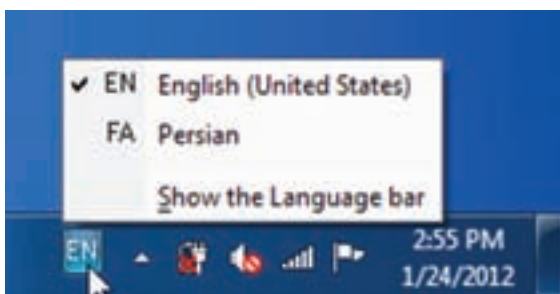 ✔ EN English (United States)
FA Persian
Show the Language bar
EN
2:55 PM
1/24/2012